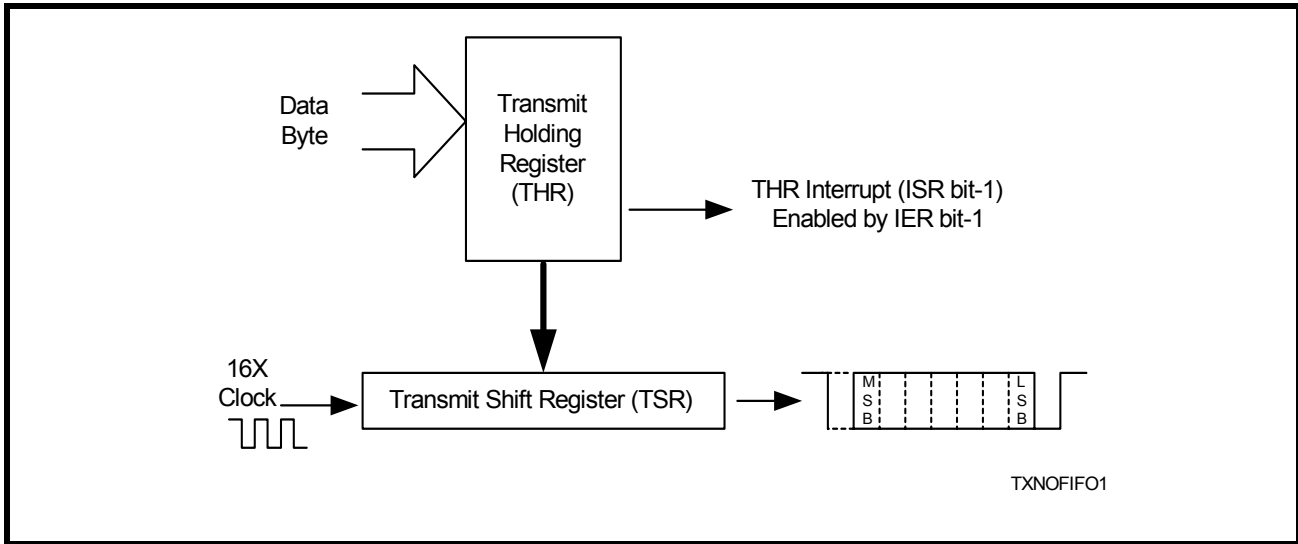 Data
Byte
Transmit
Holding
Register
(THR)
THR Interrupt (ISR bit-1)
Enabled by IER bit-1
16X
Clock
Transmit Shift Register (TSR)
M
S
B
L
S
B
TXNOFIFO1